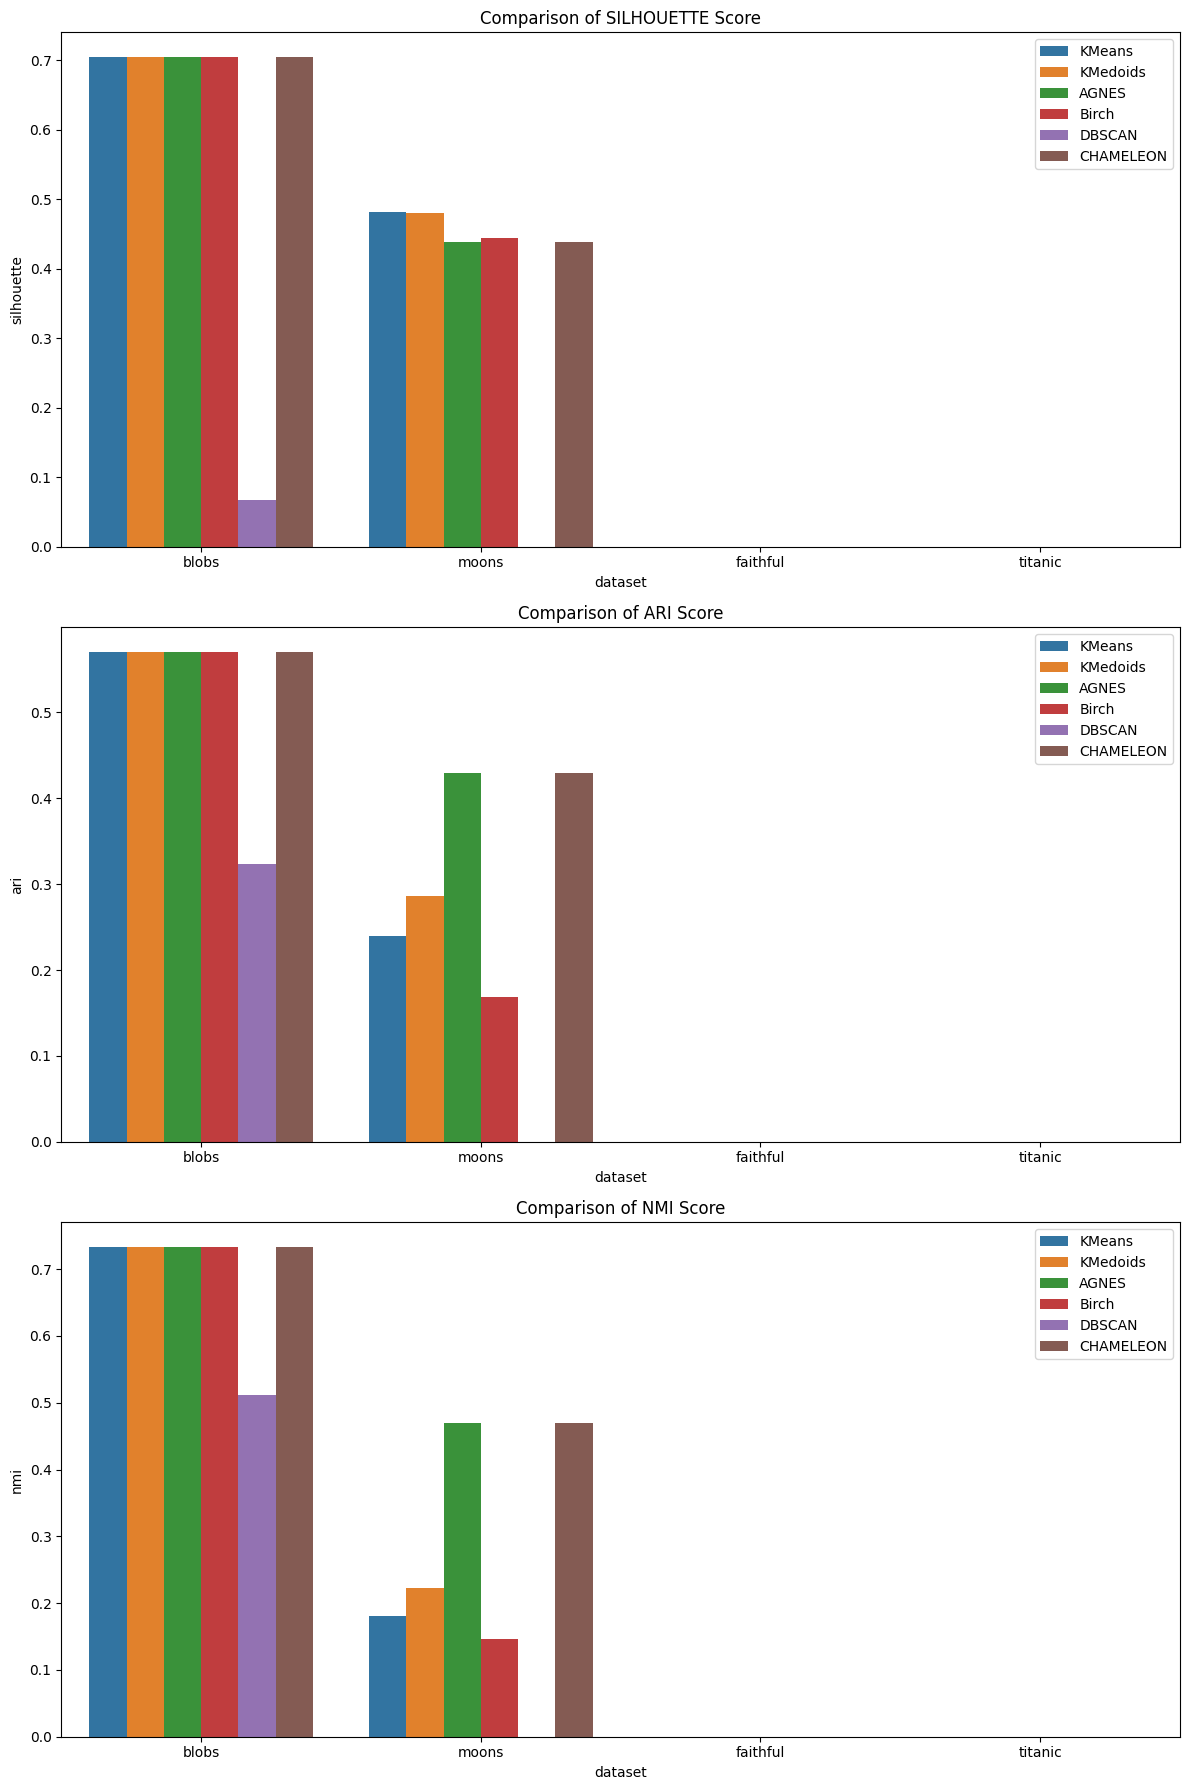 Comparison of SILHOUETTE Score
KMeans
KMedoids
AGNES
Birch
DBSCAN
CHAMELEON
silhouette
0.7
0.6
0.5
0.4
0.3
0.2
0.1
0.0
blobs moons faithful titanic
dataset
Comparison of ARI Score
KMeans
KMedoids
AGNES
Birch
DBSCAN
CHAMELEON
ari
0.5
0.4
0.3
0.2
0.1
0.0
blobs moons faithful titanic
dataset
Comparison of NMI Score
KMeans
KMedoids
AGNES
Birch
DBSCAN
CHAMELEON
nmi
0.7
0.6
0.5
0.4
0.3
0.2
0.1
0.0
blobs moons faithful titanic
dataset